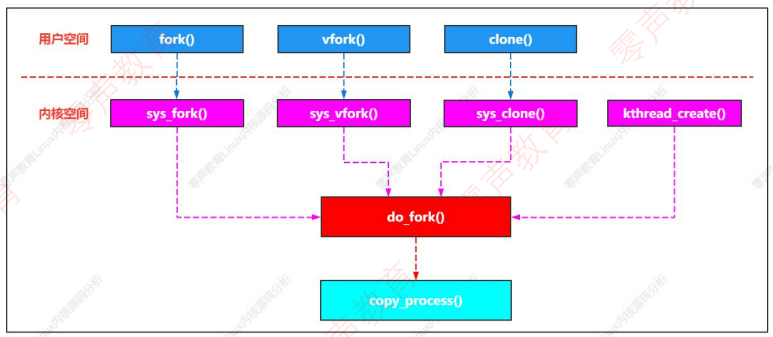 用户空间
fork()
vfork()
clone()
内核空间
sys_fork()
sys_vfork()
sys_clone()
kthread_create()
do_fork()
copy_process()
零声教育
零声教育Linux内核源码分析